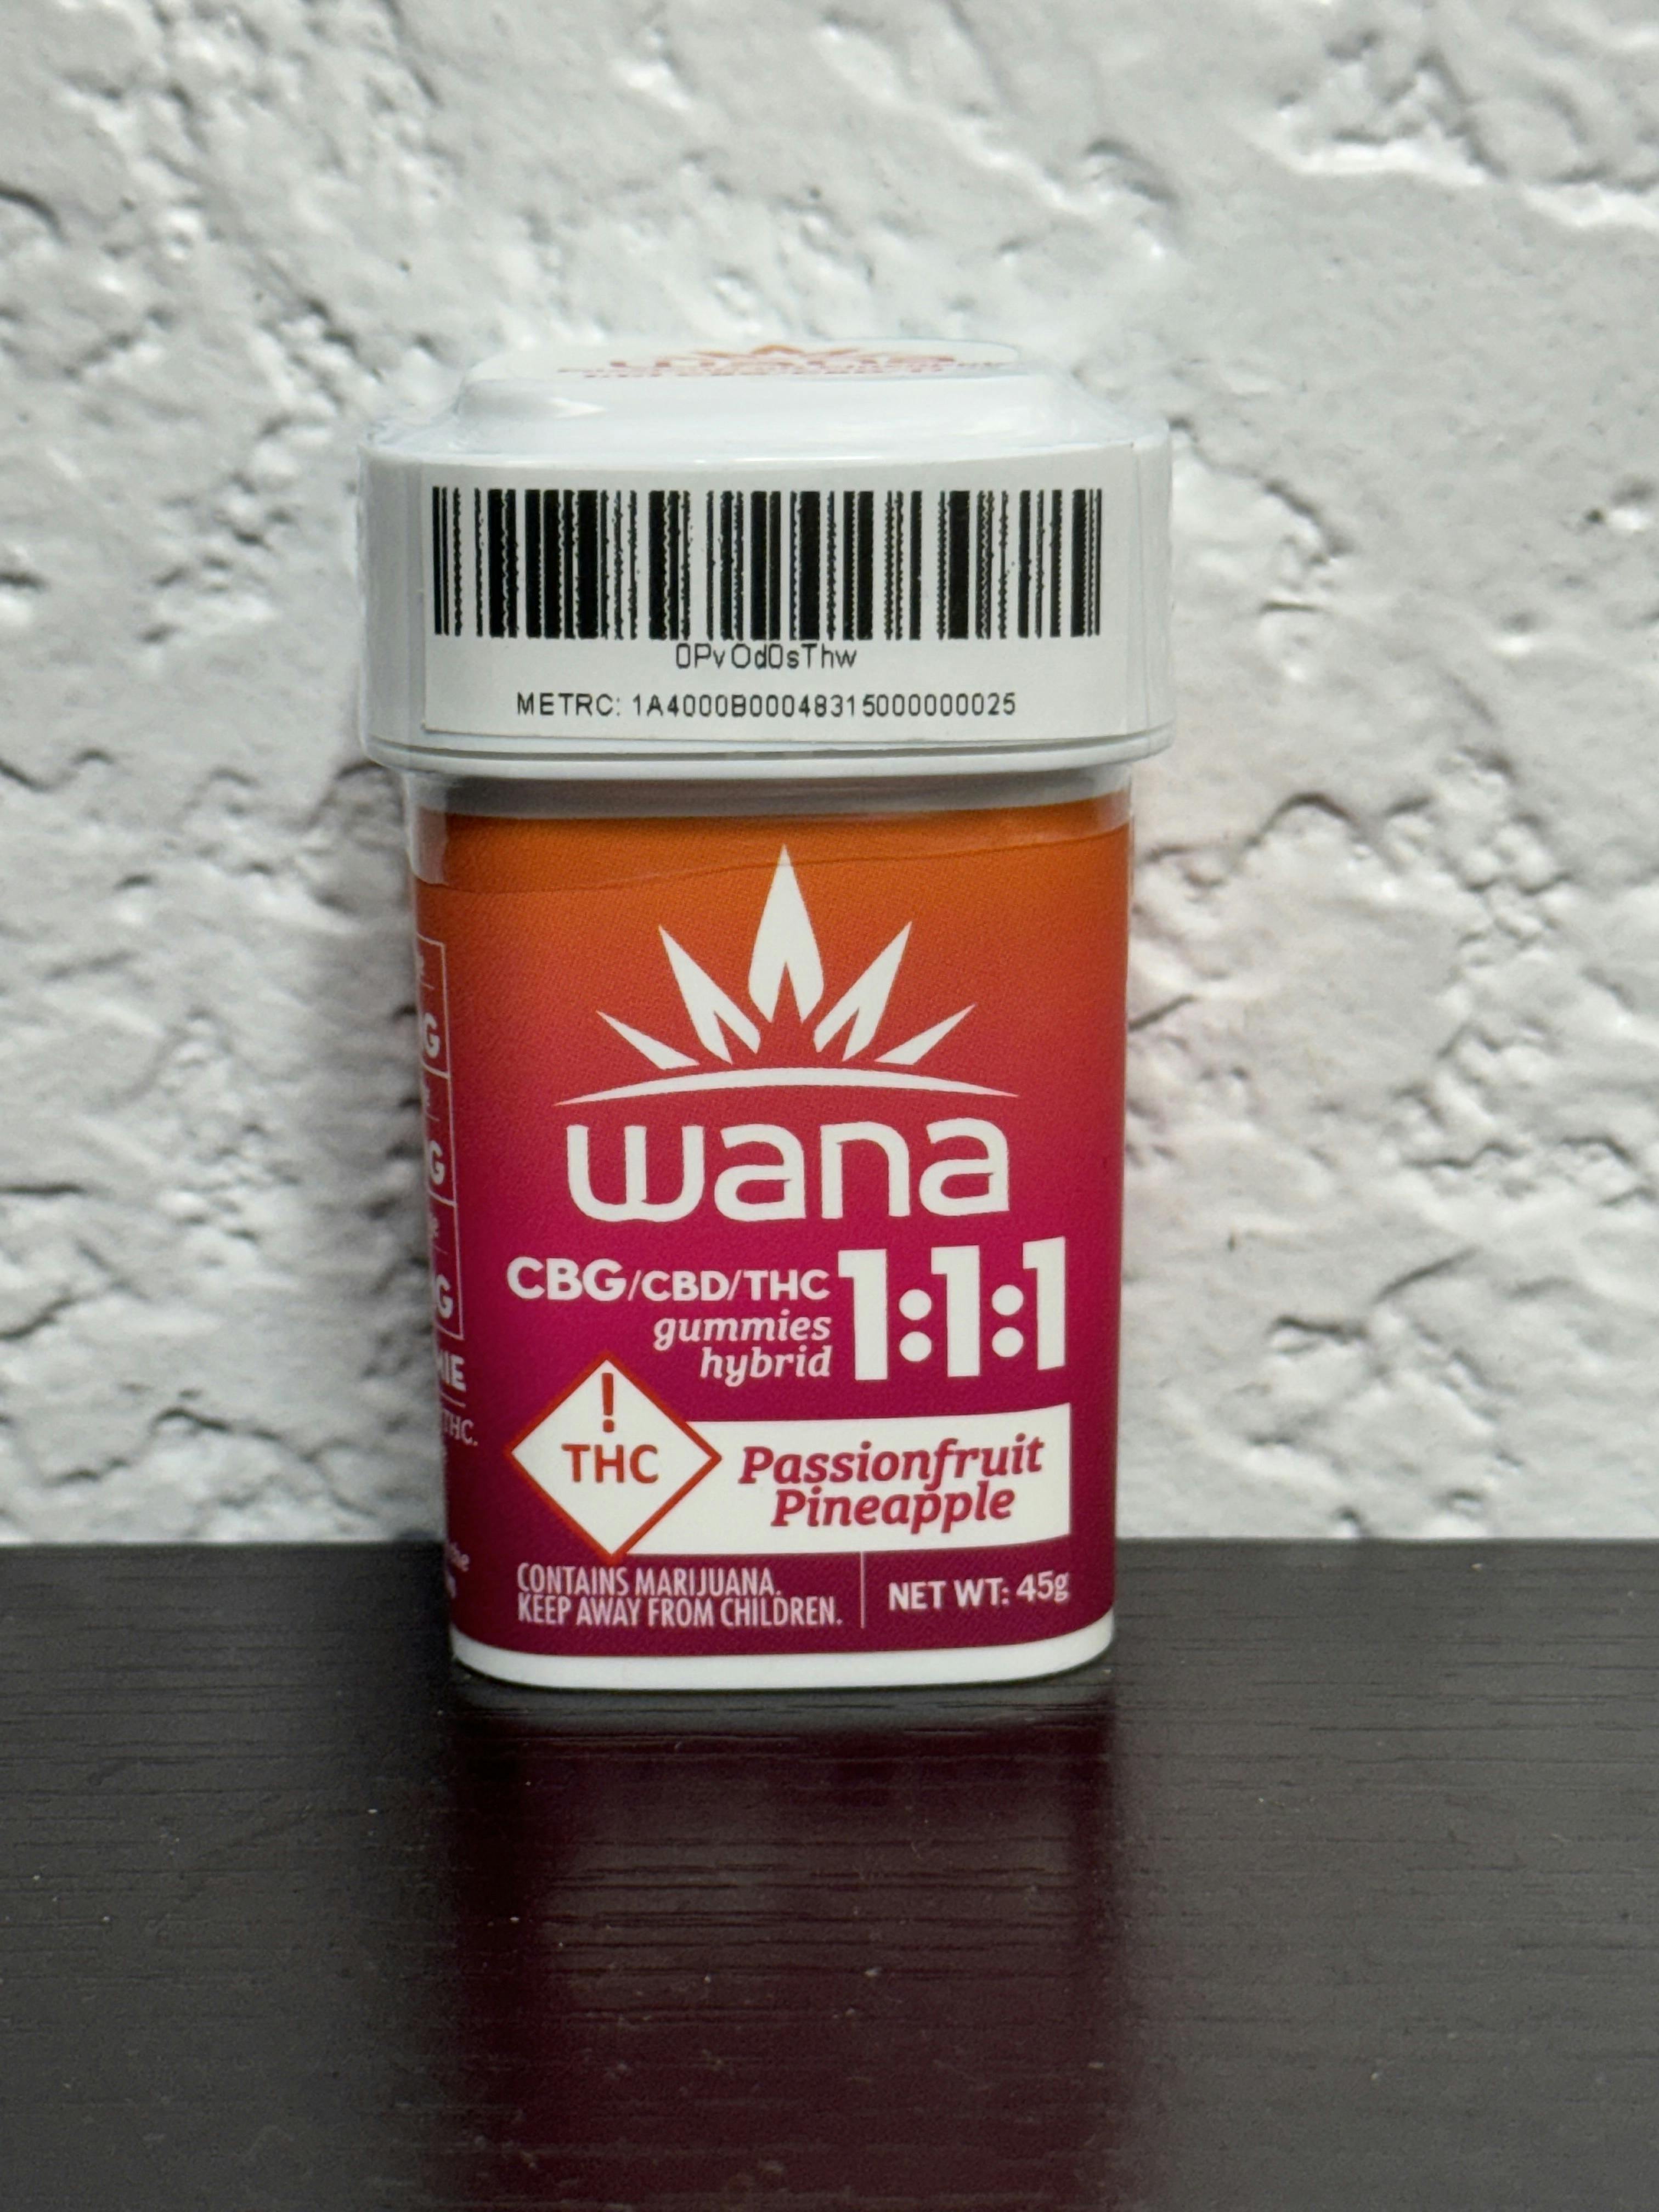 0PvOd0sThw
METRC: 1A4000B00048315000000025
wana
CBG/CBD/THC 1:1:1
gummies
hybrid
!
THC
Passionfruit
Pineapple
CONTAINS MARIJUANA.
KEEP AWAY FROM CHILDREN.
NET WT: 45g
THC.